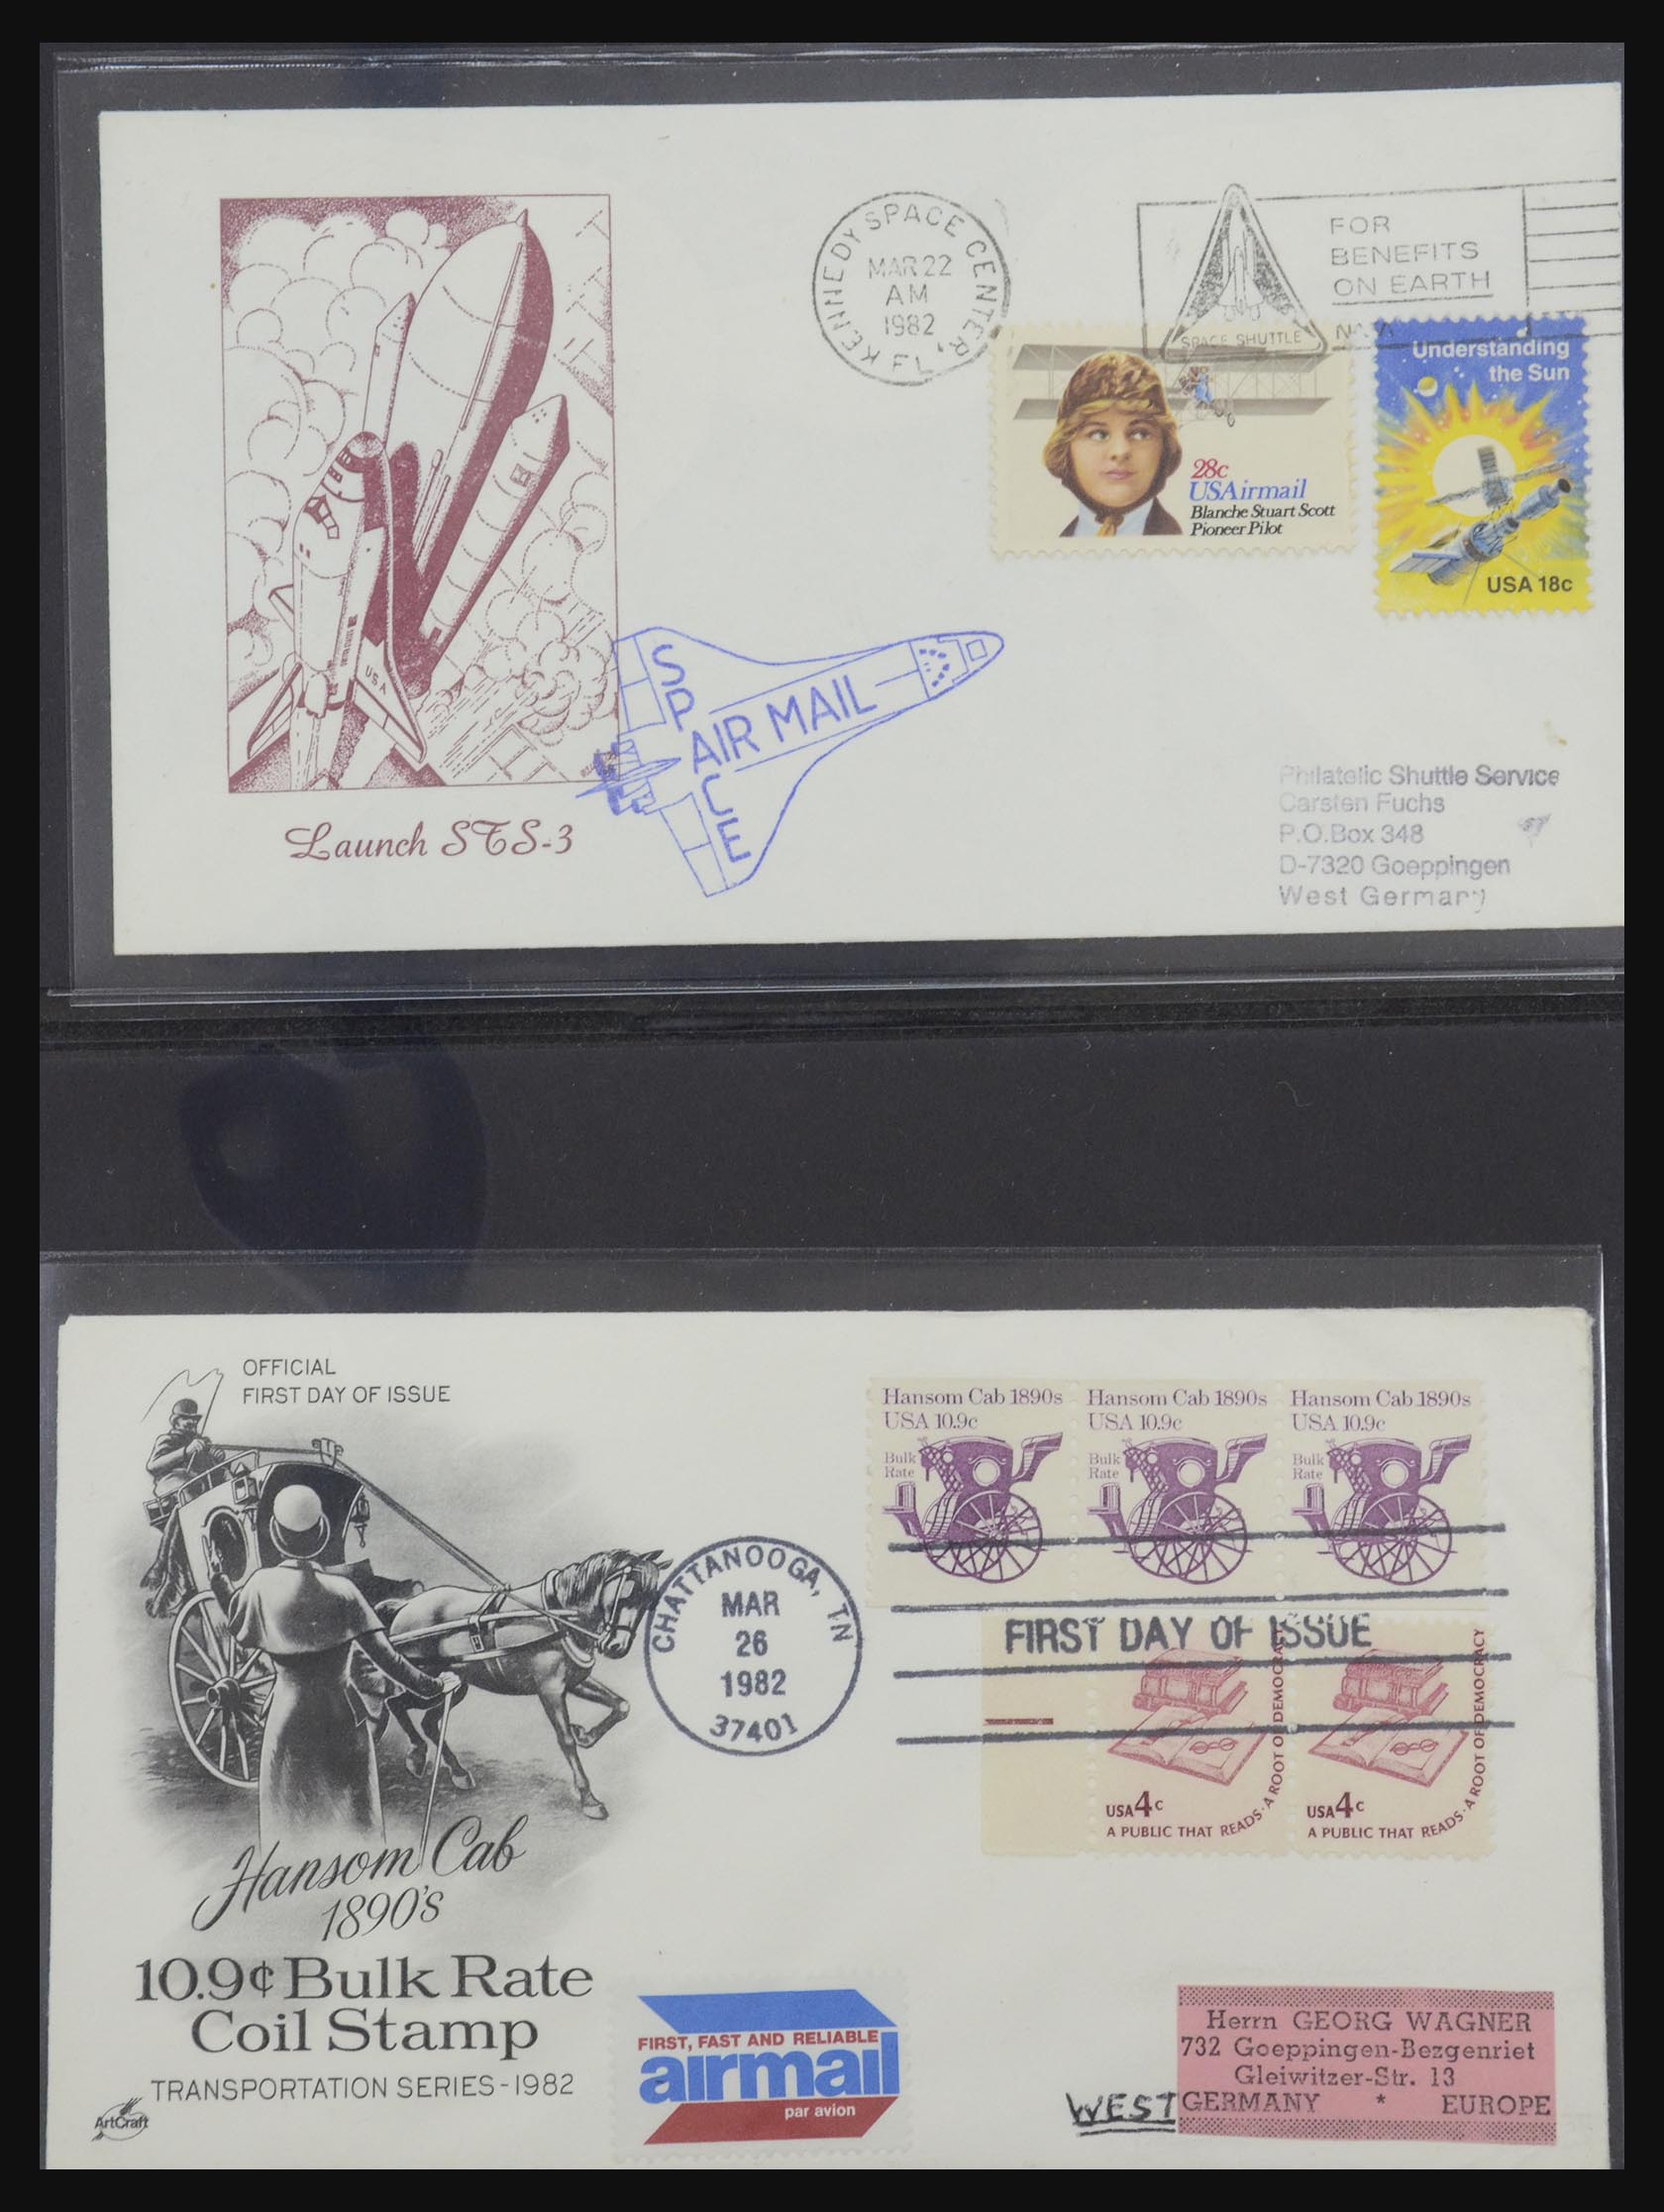 KENNEDY SPACE CENTER, FL
MAR 22
AM
1982
FOR
BENEFITS
ON EARTH
SPACE SHUTTLE
NASA
28c
USAirmail
Blanche Stuart Scott
Pioneer Pilot
Understanding
the Sun
USA 18c
USA
SPACE
AIR MAIL
Launch STS-3
Philatelic Shuttle Service
Carsten Fuchs
P.O.Box 348
D-7320 Goeppingen
West Germany
OFFICIAL
FIRST DAY OF ISSUE
Hansom Cab 1890s Hansom Cab 1890s Hansom Cab 1890s
USA 10.9c USA 10.9c USA 10.9c
Bulk Bulk Bulk
Rate Rate Rate
CHATTANOOGA, TN
MAR
26
1982
37401
FIRST DAY OF ISSUE
USA 4c USA 4c
A PUBLIC THAT READS · A ROOT OF DEMOCRACY A PUBLIC THAT READS · A ROOT OF DEMOCRACY
Hansom Cab
1890's
10.9¢ Bulk Rate
Coil Stamp
TRANSPORTATION SERIES-1982
ArtCraft
FIRST, FAST AND RELIABLE
airmail
par avion
Herrn GEORG WAGNER
732 Goeppingen-Bezgenriet
Gleiwitzer-Str. 13
WEST GERMANY * EUROPE